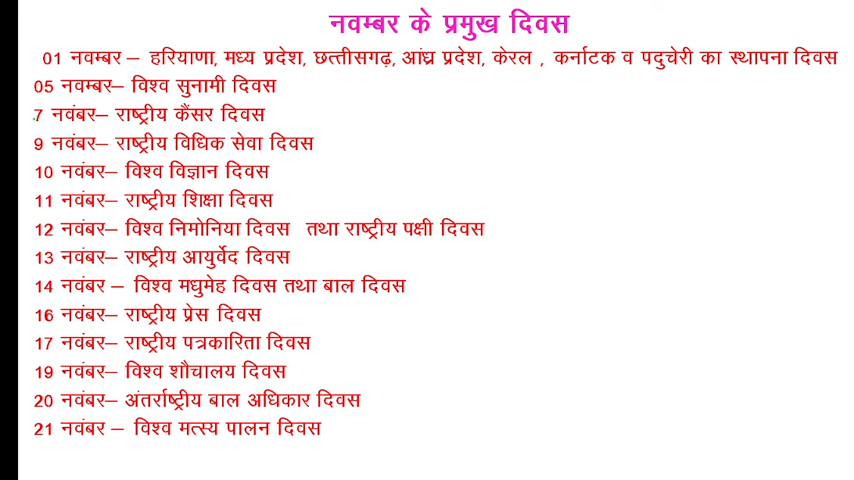 नवम्बर के प्रमुख दिवस
01 नवम्बर – हरियाणा, मध्य प्रदेश, छत्तीसगढ़, आंध्र प्रदेश, केरल , कर्नाटक व पदुचेरी का स्थापना दिवस
05 नवम्बर– विश्व सुनामी दिवस
7 नवंबर– राष्ट्रीय कैंसर दिवस
9 नवंबर– राष्ट्रीय विधिक सेवा दिवस
10 नवंबर– विश्व विज्ञान दिवस
11 नवंबर– राष्ट्रीय शिक्षा दिवस
12 नवंबर– विश्व निमोनिया दिवस तथा राष्ट्रीय पक्षी दिवस
13 नवंबर– राष्ट्रीय आयुर्वेद दिवस
14 नवंबर – विश्व मधुमेह दिवस तथा बाल दिवस
16 नवंबर– राष्ट्रीय प्रेस दिवस
17 नवंबर– राष्ट्रीय पत्रकारिता दिवस
19 नवंबर– विश्व शौचालय दिवस
20 नवंबर– अंतर्राष्ट्रीय बाल अधिकार दिवस
21 नवंबर – विश्व मत्स्य पालन दिवस